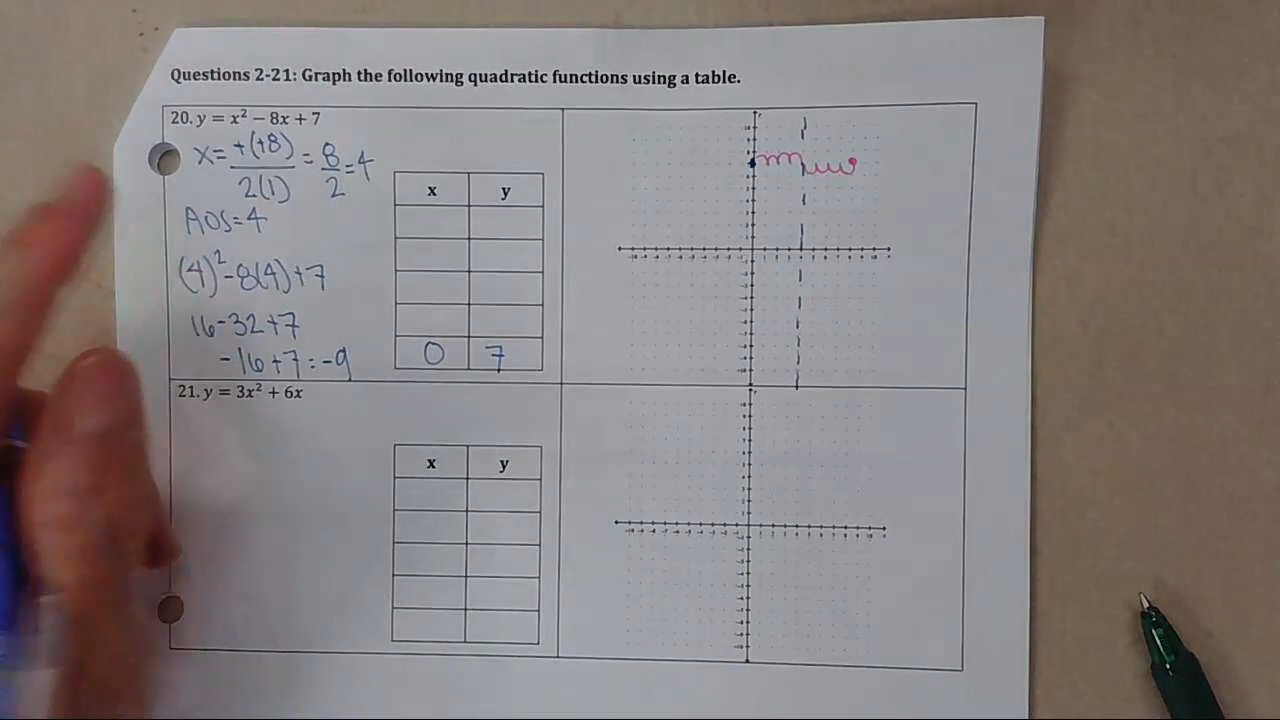 Questions 2-21: Graph the following quadratic functions using a table.
20. y = x² − 8x + 7
x = +(+8) / 2(1) = 8/2 = 4
AOS = 4
(4)² - 8(4) + 7
16 - 32 + 7
-16 + 7 = -9
x y
0 7
21. y = 3x² + 6x
x y